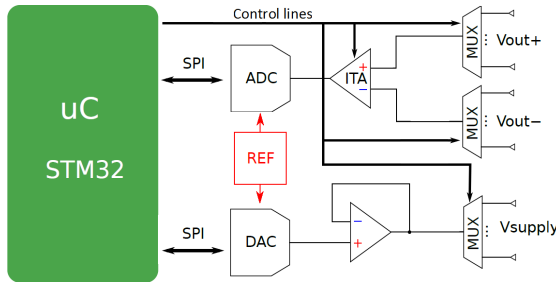 Control lines
SPI
ADC
+
−
ITA
MUX
⋮
Vout+
MUX
⋮
Vout−
uC
STM32
REF
SPI
DAC
−
+
MUX
⋮
Vsupply